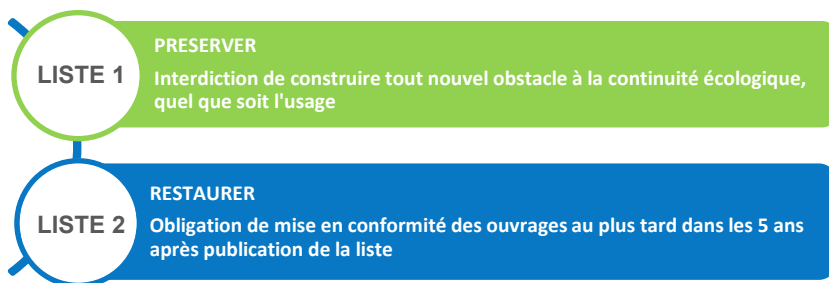 LISTE 1
PRESERVER
Interdiction de construire tout nouvel obstacle à la continuité écologique,
quel que soit l'usage
LISTE 2
RESTAURER
Obligation de mise en conformité des ouvrages au plus tard dans les 5 ans
après publication de la liste